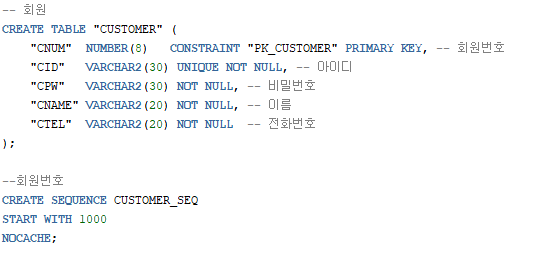 -- 회원
CREATE TABLE "CUSTOMER" (
    "CNUM"  NUMBER(8)   CONSTRAINT "PK_CUSTOMER" PRIMARY KEY, -- 회원번호
    "CID"   VARCHAR2(30) UNIQUE NOT NULL, -- 아이디
    "CPW"   VARCHAR2(30) NOT NULL, -- 비밀번호
    "CNAME" VARCHAR2(20) NOT NULL, -- 이름
    "CTEL"  VARCHAR2(20) NOT NULL  -- 전화번호
);
--회원번호
CREATE SEQUENCE CUSTOMER_SEQ
START WITH 1000
NOCACHE;